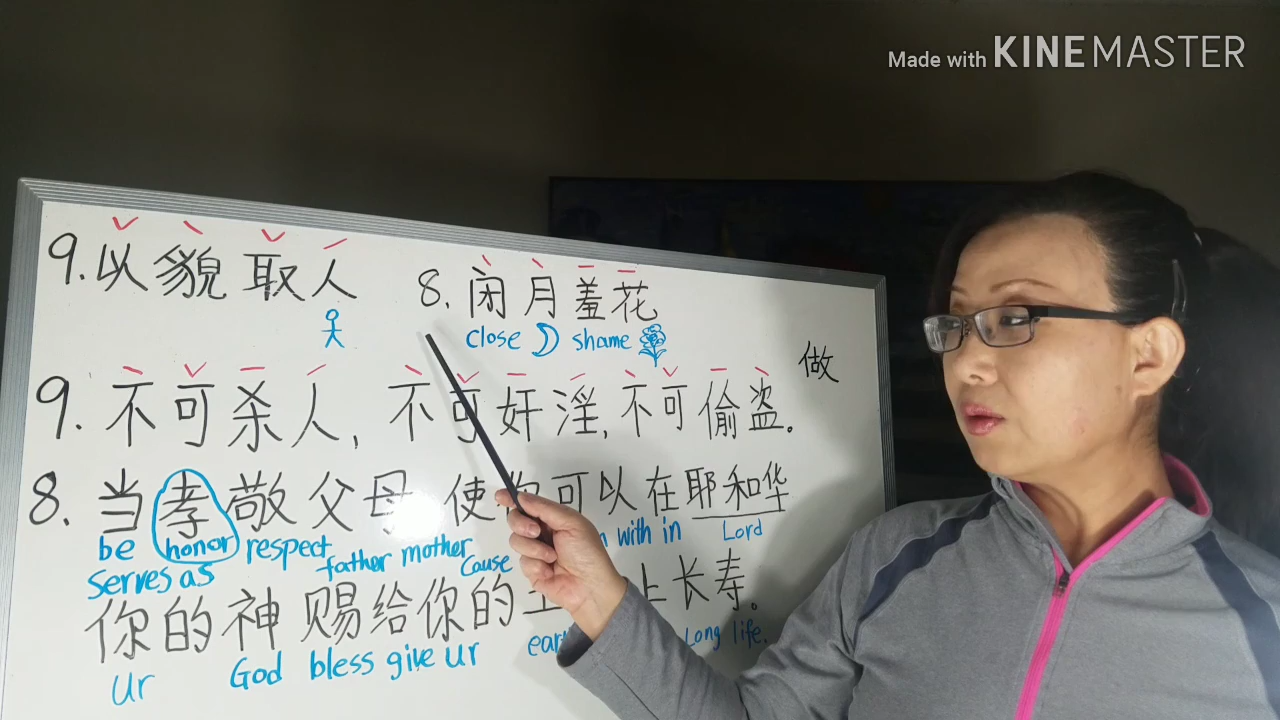 Made with KINEMASTER
9. 以貌取人
8. 闭月羞花
close shame
做
9. 不可杀人, 不可奸淫, 不可偷盗。
8. 当孝敬父母 使你可以在耶和华
be honor respect father mother cause with in Lord
serves as
你的神赐给你的 上长寿。
Ur God bless give Ur Long life.